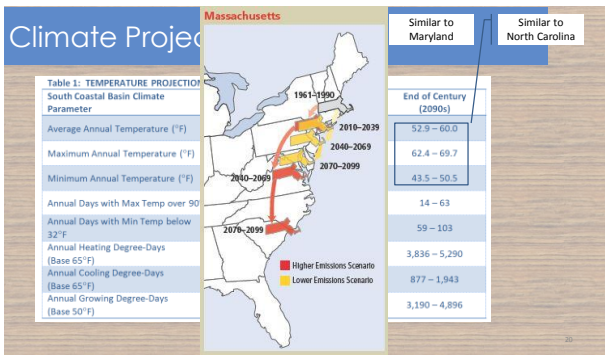 Climate Projec
Massachusetts
Similar to
Maryland
Similar to
North Carolina
Table 1: TEMPERATURE PROJECTION
South Coastal Basin Climate
Parameter
End of Century
(2090s)
Average Annual Temperature (°F)
52.9 – 60.0
Maximum Annual Temperature (°F)
62.4 – 69.7
Minimum Annual Temperature (°F)
43.5 – 50.5
Annual Days with Max Temp over 90
14 – 63
Annual Days with Min Temp below
32°F
59 – 103
Annual Heating Degree-Days
(Base 65°F)
3,836 – 5,290
Annual Cooling Degree-Days
(Base 65°F)
877 – 1,943
Annual Growing Degree-Days
(Base 50°F)
3,190 – 4,896
1961–1990
2010–2039
2040–2069
2070–2099
2040–2069
2070–2099
Higher Emissions Scenario
Lower Emissions Scenario
20